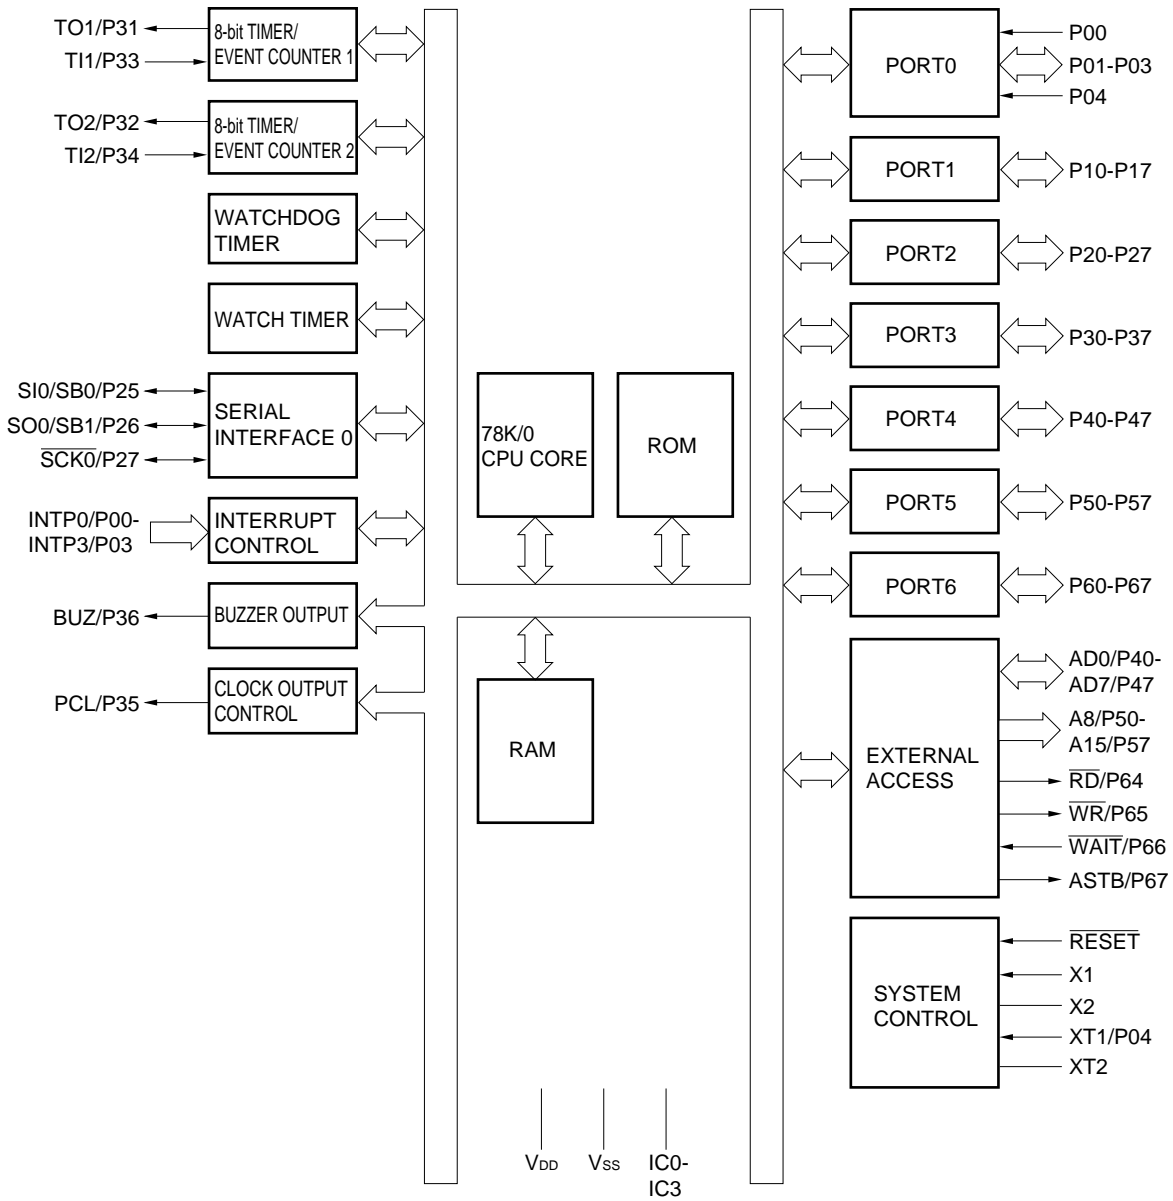 TO1/P31
TI1/P33
8-bit TIMER/
EVENT COUNTER 1
TO2/P32
TI2/P34
8-bit TIMER/
EVENT COUNTER 2
WATCHDOG
TIMER
WATCH TIMER
SI0/SB0/P25
SO0/SB1/P26
SCK0/P27
SERIAL
INTERFACE 0
INTP0/P00-
INTP3/P03
INTERRUPT
CONTROL
BUZ/P36
BUZZER OUTPUT
PCL/P35
CLOCK OUTPUT
CONTROL
78K/0
CPU CORE
ROM
RAM
VDD
VSS
IC0-
IC3
PORT0
P00
P01-P03
P04
PORT1
P10-P17
PORT2
P20-P27
PORT3
P30-P37
PORT4
P40-P47
PORT5
P50-P57
PORT6
P60-P67
EXTERNAL
ACCESS
AD0/P40-
AD7/P47
A8/P50-
A15/P57
RD/P64
WR/P65
WAIT/P66
ASTB/P67
SYSTEM
CONTROL
RESET
X1
X2
XT1/P04
XT2